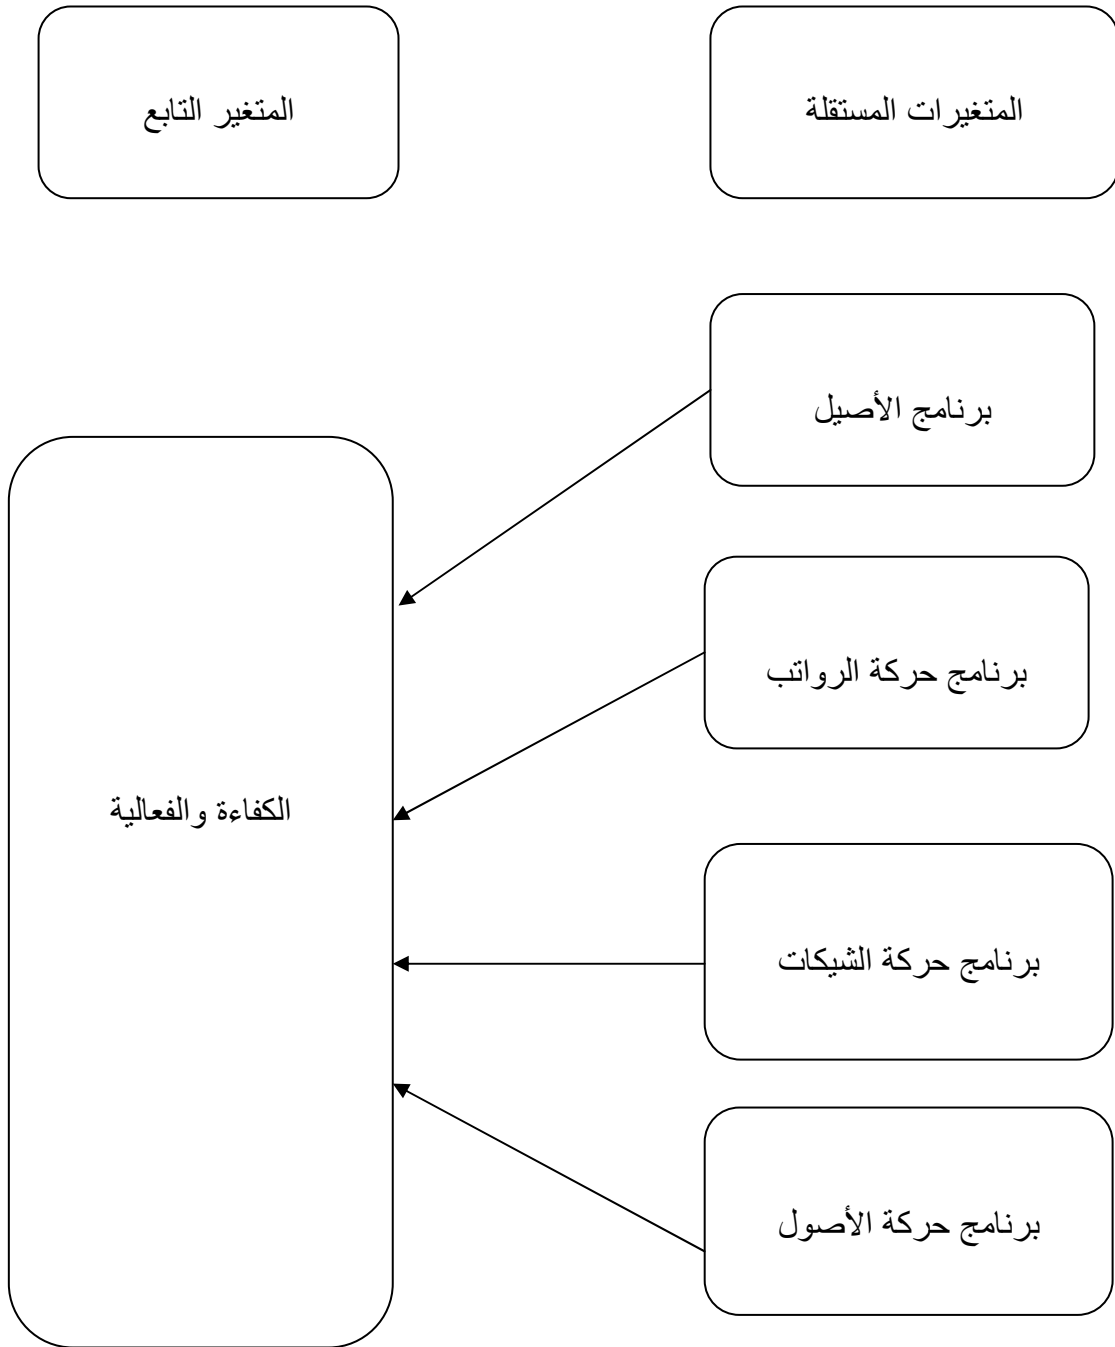 المتغيرات المستقلة
المتغير التابع
برنامج الأصيل
برنامج حركة الرواتب
الكفاءة والفعالية
برنامج حركة الشيكات
برنامج حركة الأصول